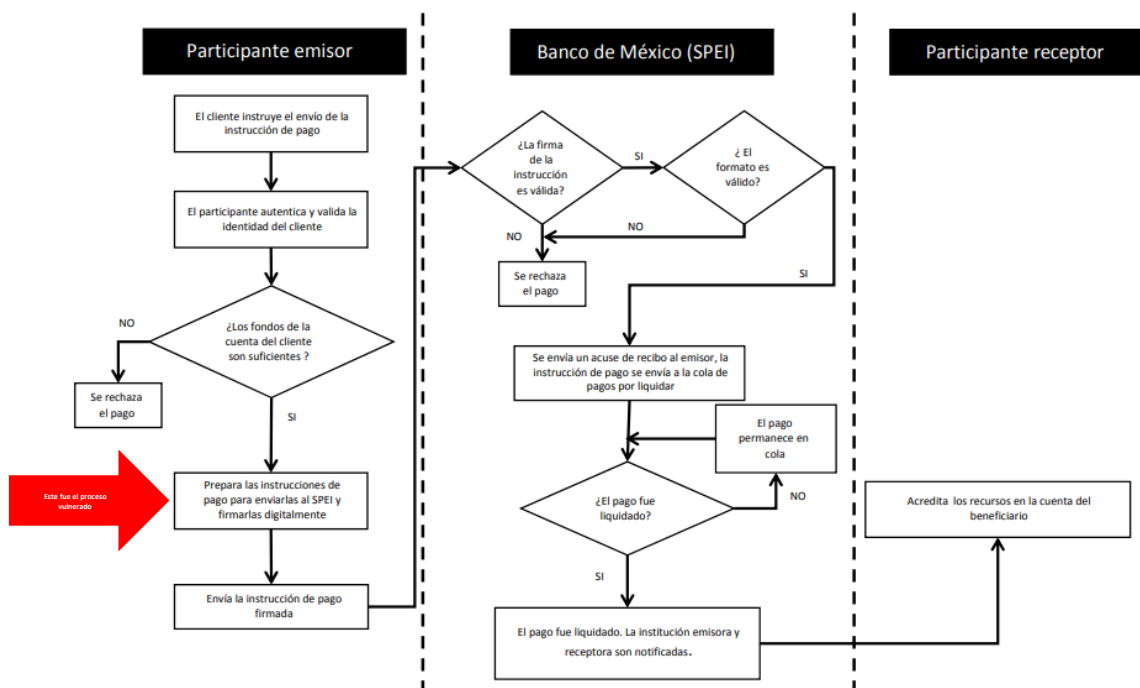 Participante emisor
El cliente instruye el envío de la
instrucción de pago
El participante autentica y valida la
identidad del cliente
¿Los fondos de la
cuenta del cliente
son suficientes ?
NO
Se rechaza
el pago
SI
Este fue el proceso
vulnerado
Prepara las instrucciones de
pago para enviarlas al SPEI y
firmarlas digitalmente
Envía la instrucción de pago
firmada
Banco de México (SPEI)
¿La firma
de la
instrucción
es válida?
SI
¿ El
formato es
válido?
NO
NO
Se rechaza
el pago
SI
Se envía un acuse de recibo al emisor, la
instrucción de pago se envía a la cola de
pagos por liquidar
El pago
permanece en
cola
¿El pago fue
liquidado?
NO
SI
El pago fue liquidado. La institución emisora y
receptora son notificadas.
Participante receptor
Acredita los recursos en la cuenta del
beneficiario